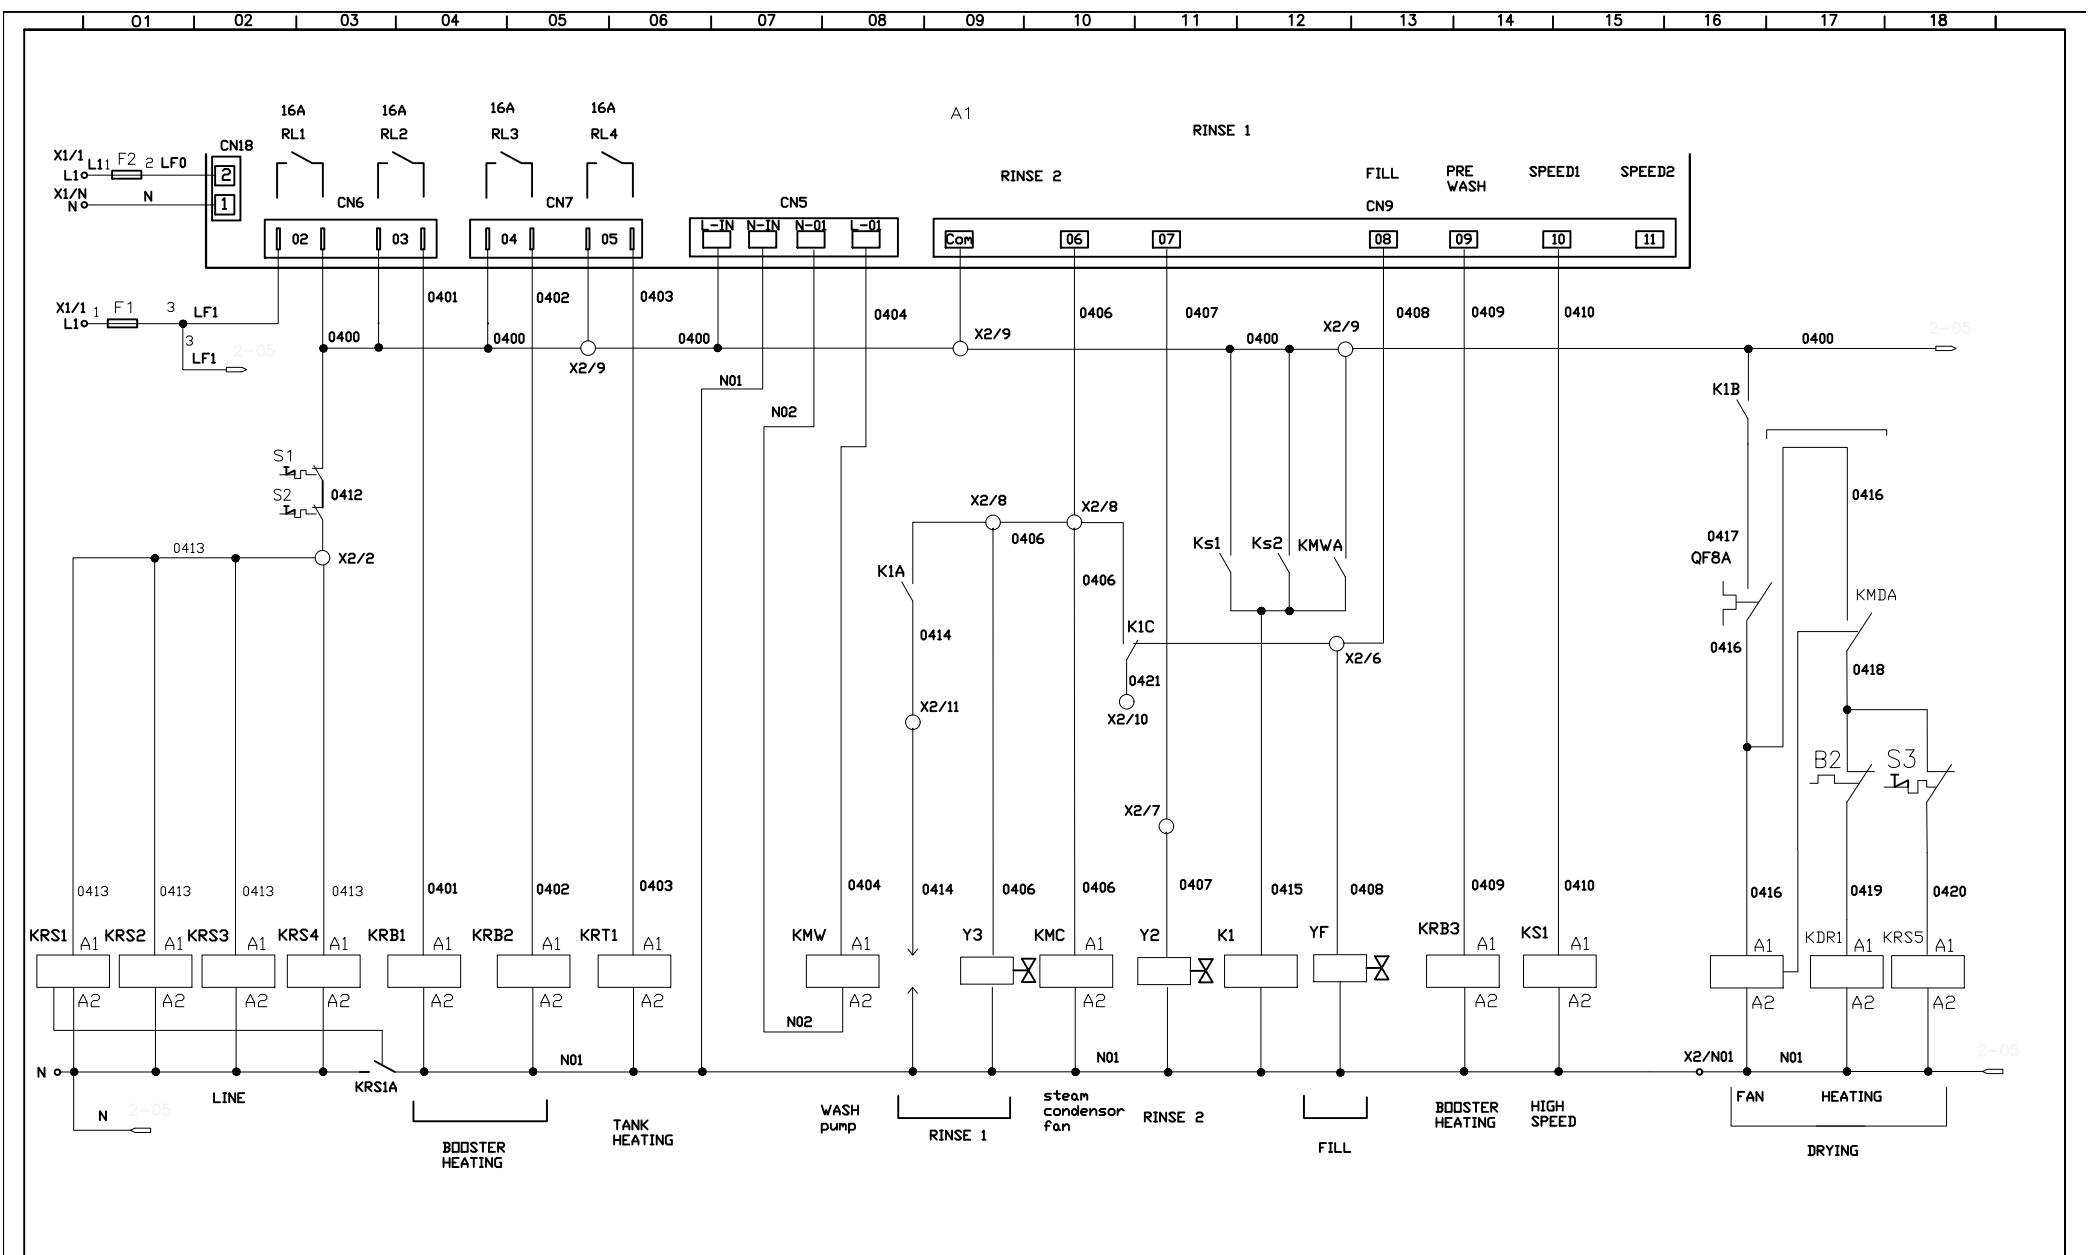 01 02 03 04 05 06 07 08 09 10 11 12 13 14 15 16 17 18
16A 16A 16A 16A A1
RL1 RL2 RL3 RL4 RINSE 1
CN18
X1/1 L1 1 F2 2 LF0
L1 2 RINSE 2 FILL PRE WASH SPEED1 SPEED2
X1/N
N N 1 CN6 CN7 CN5 CN9
L-IN N-IN N-01 L-01
02 03 04 05 Com 06 07 08 09 10 11
X1/1 1 F1 3 LF1 0401 0402 0403 0404 0406 0407 0408 0409 0410
L1
3 0400 0400 0400 X2/9 0400 X2/9 0400 2-05
LF1 2-05 X2/9
N01
K1B
N02
S1
S2 0412 0416
X2/8 X2/8
0406 0417
0413 X2/2 Ks1 Ks2 KMWA QF8A
K1A 0406
KMDA
0414 K1C
X2/6 0416
0421 0418
X2/11 X2/10
B2 S3
X2/7
0413 0413 0413 0413 0401 0402 0403 0404 0414 0406 0406 0407 0415 0408 0409 0410 0416 0419 0420
KRS1 KRS2 KRS3 KRS4 KRB1 KRB2 KRT1 KMW Y3 KMC Y2 K1 YF KRB3 KS1 KDR1 KRS5
A1 A1 A1 A1 A1 A1 A1 A1 A1 A1 A1 A1 A1 A1
A2 A2 A2 A2 A2 A2 A2 A2 A2 A2 A2 A2 A2 A2
N02
N KRS1A N01 N01 X2/N01 N01 2-05
N 2-05 LINE
BOOSTER
HEATING
TANK
HEATING
WASH
pump
RINSE 1
steam
condensor
fan
RINSE 2
FILL
BOOSTER
HEATING
HIGH
SPEED
FAN HEATING
DRYING